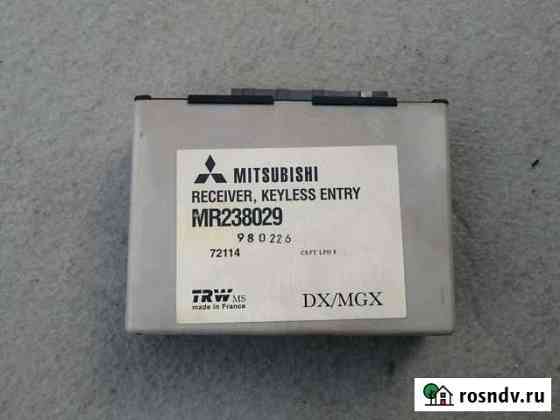 MITSUBISHI
RECEIVER, KEYLESS ENTRY
MR238029
980226
72114
TRW MS
made in France
DX/MGX
rosndv.ru